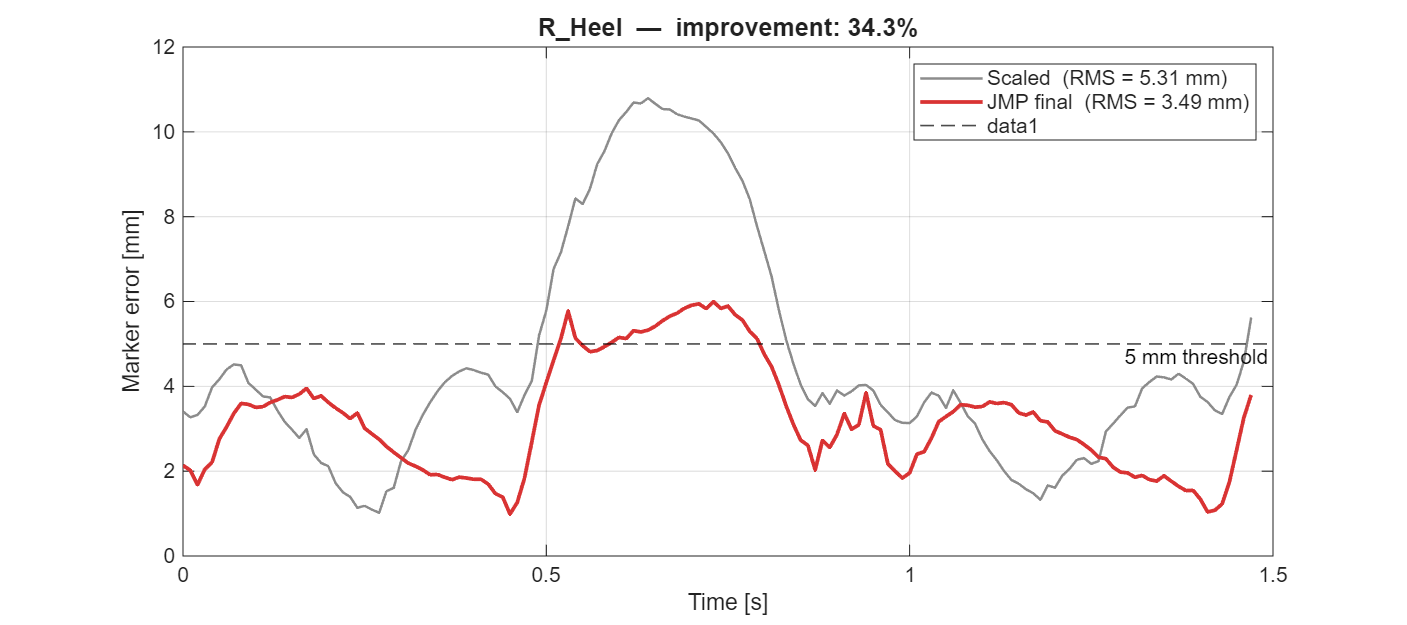 R_Heel — improvement: 34.3%
12
10
8
6
4
2
0
Marker error [mm]
Scaled (RMS = 5.31 mm)
JMP final (RMS = 3.49 mm)
data1
5 mm threshold
0 0.5 1 1.5
Time [s]